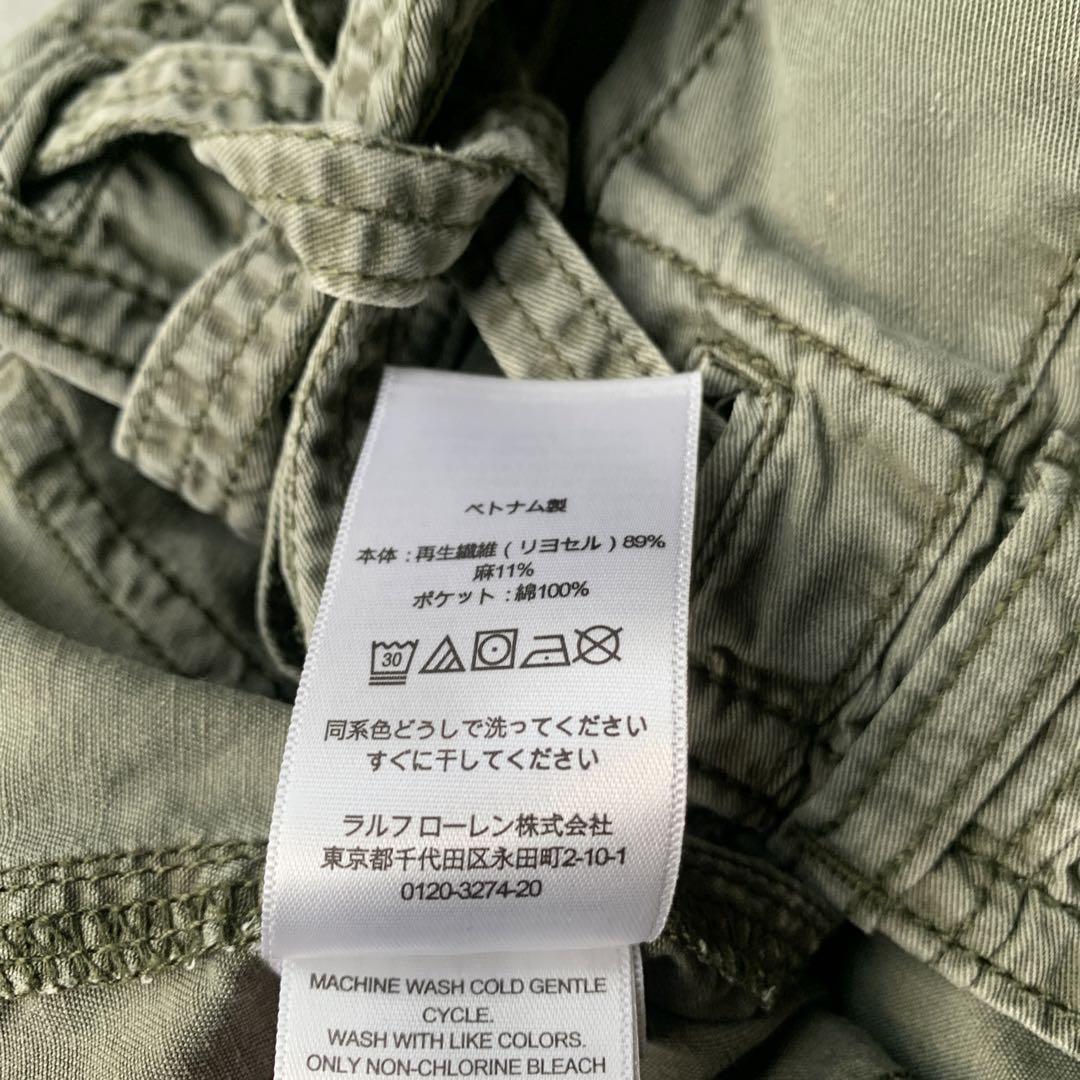 ベトナム製
本体 : 再生繊維 ( リヨセル ) 89%
麻11%
ポケット : 綿100%
30
同系色どうしで洗ってください
すぐに干してください
ラルフ ローレン株式会社
東京都千代田区永田町2-10-1
0120-3274-20
MACHINE WASH COLD GENTLE
CYCLE.
WASH WITH LIKE COLORS.
ONLY NON-CHLORINE BLEACH